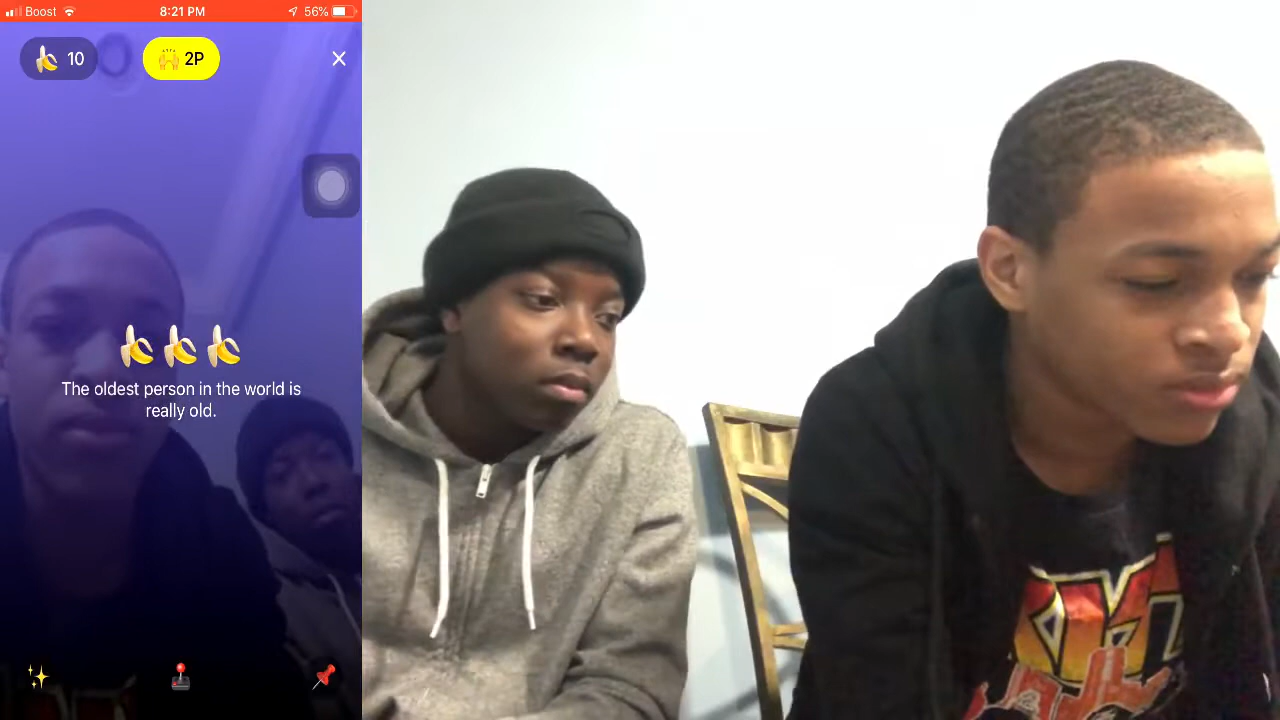 Boost
8:21 PM
56%
10
2P
The oldest person in the world is
really old.